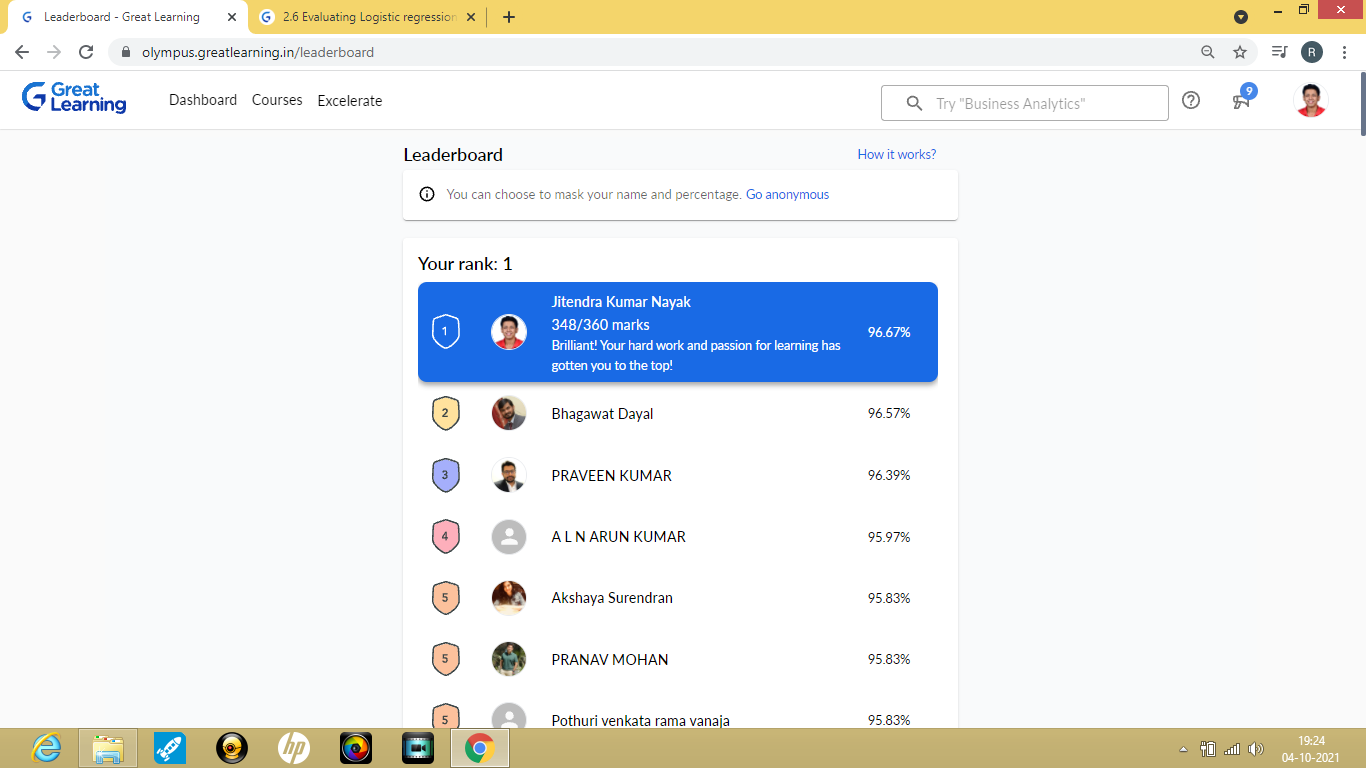 Leaderboard - Great Learning
2.6 Evaluating Logistic regression
olympus.greatlearning.in/leaderboard
R
Great Learning
Dashboard Courses Excelerate
Try "Business Analytics"
9
Leaderboard
How it works?
You can choose to mask your name and percentage. Go anonymous
Your rank: 1
1
Jitendra Kumar Nayak
348/360 marks
Brilliant! Your hard work and passion for learning has
gotten you to the top!
96.67%
2 Bhagawat Dayal 96.57%
3 PRAVEEN KUMAR 96.39%
4 A L N ARUN KUMAR 95.97%
5 Akshaya Surendran 95.83%
5 PRANAV MOHAN 95.83%
5 Pothuri venkata rama vanaja 95.83%
hp
19:24
04-10-2021